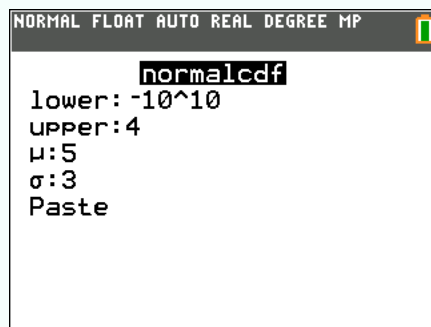 NORMAL FLOAT AUTO REAL DEGREE MP
normalcdf
lower:-10^10
upper:4
μ:5
σ:3
Paste